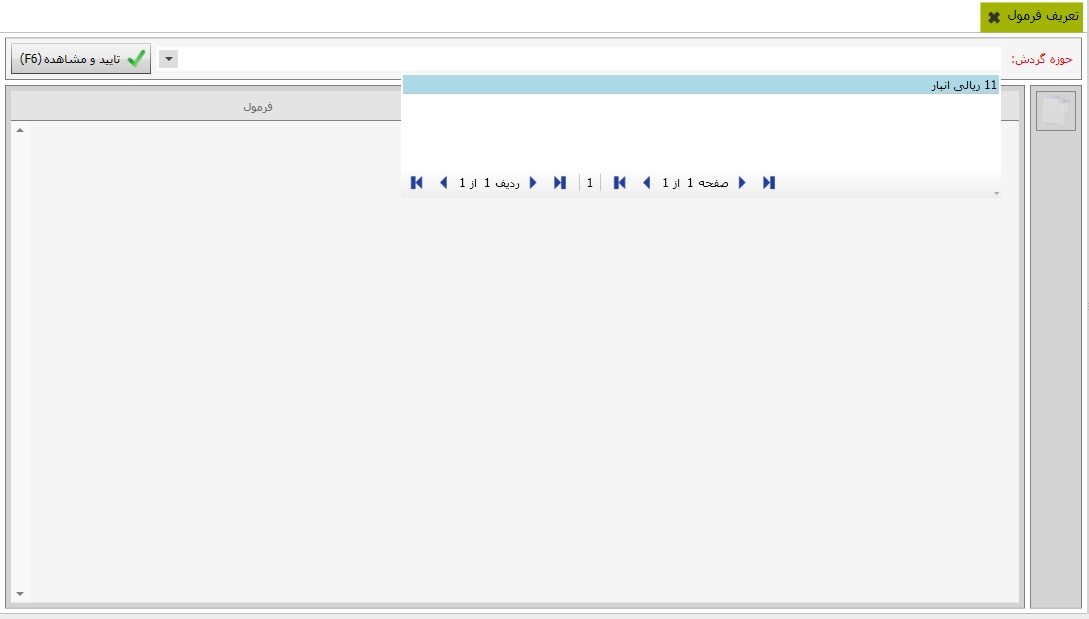 تعریف فرمول
حوزه گردش:
تایید و مشاهده (F6)
11 ریالی انبار
فرمول
صفحه 1 از 1
1
ردیف 1 از 1